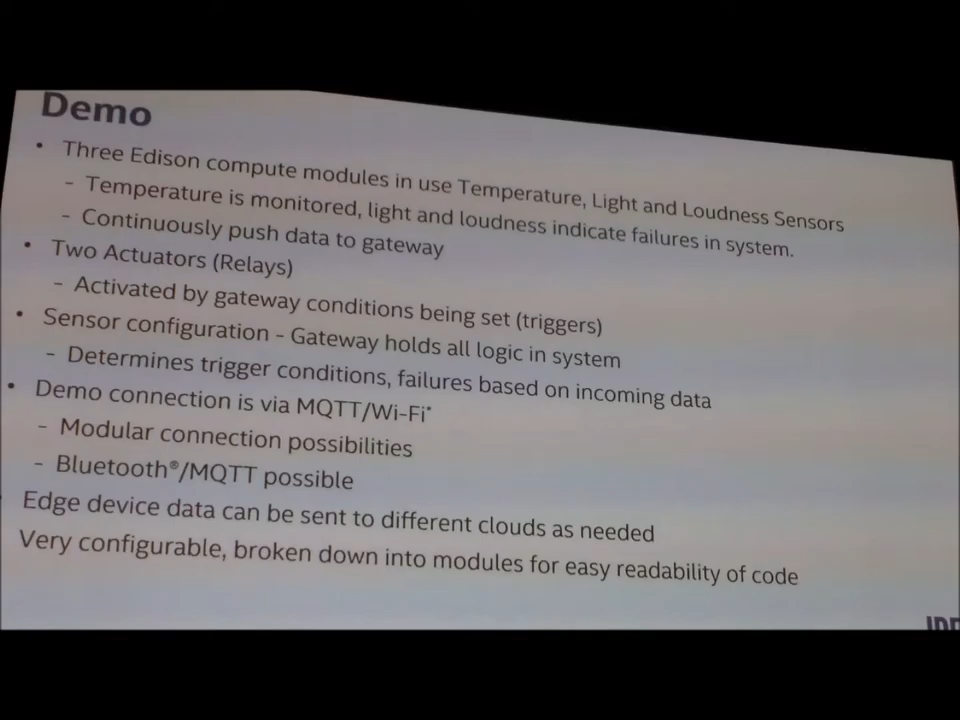 Demo
• Three Edison compute modules in use Temperature, Light and Loudness Sensors
- Temperature is monitored, light and loudness indicate failures in system.
- Continuously push data to gateway
• Two Actuators (Relays)
- Activated by gateway conditions being set (triggers)
• Sensor configuration - Gateway holds all logic in system
- Determines trigger conditions, failures based on incoming data
• Demo connection is via MQTT/Wi-Fi*
- Modular connection possibilities
- Bluetooth®/MQTT possible
Edge device data can be sent to different clouds as needed
Very configurable, broken down into modules for easy readability of code